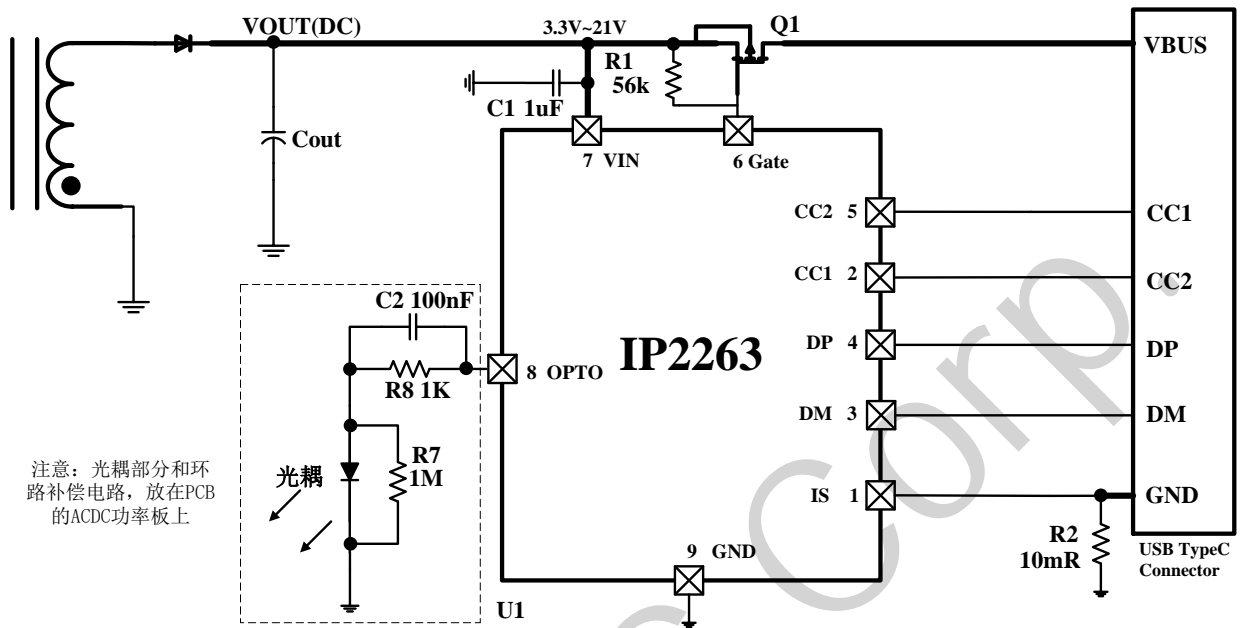 VOUT(DC)
3.3V~21V
Q1
VBUS
R1
56k
C1 1uF
Cout
7 VIN
6 Gate
CC2 5
CC1
CC1 2
CC2
C2 100nF
IP2263
DP 4
DP
8 OPTO
R8 1K
DM 3
DM
R7
1M
光耦
注意：光耦部分和环
路补偿电路，放在PCB
的ACDC功率板上
IS 1
GND
R2
10mR
9 GND
USB TypeC
Connector
U1
Corp.